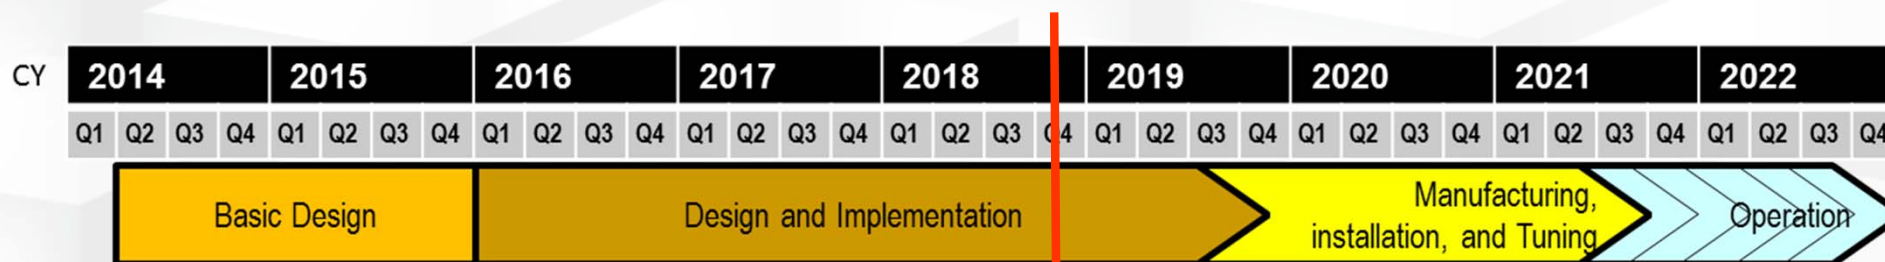 CY 2014 2015 2016 2017 2018 2019 2020 2021 2022
Q1 Q2 Q3 Q4 Q1 Q2 Q3 Q4 Q1 Q2 Q3 Q4 Q1 Q2 Q3 Q4 Q1 Q2 Q3 Q4 Q1 Q2 Q3 Q4 Q1 Q2 Q3 Q4 Q1 Q2 Q3 Q4 Q1 Q2 Q3 Q4
Basic Design
Design and Implementation
Manufacturing,
installation, and Tuning
Operation